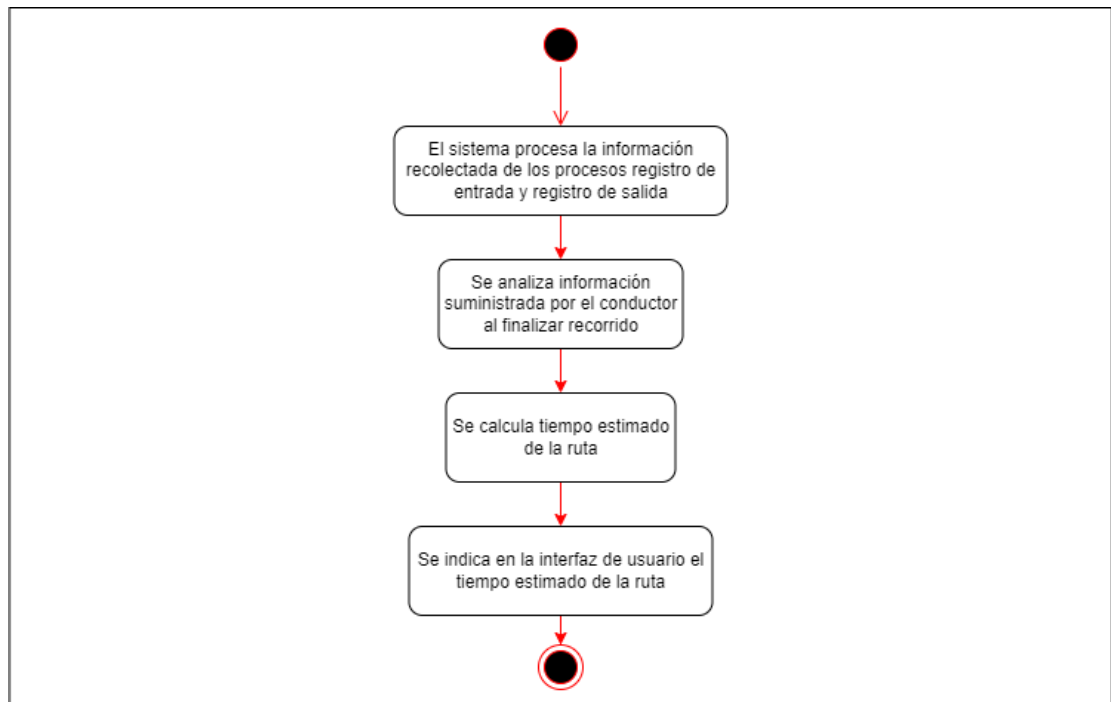 El sistema procesa la información
recolectada de los procesos registro de
entrada y registro de salida
Se analiza información
suministrada por el conductor
al finalizar recorrido
Se calcula tiempo estimado
de la ruta
Se indica en la interfaz de usuario el
tiempo estimado de la ruta